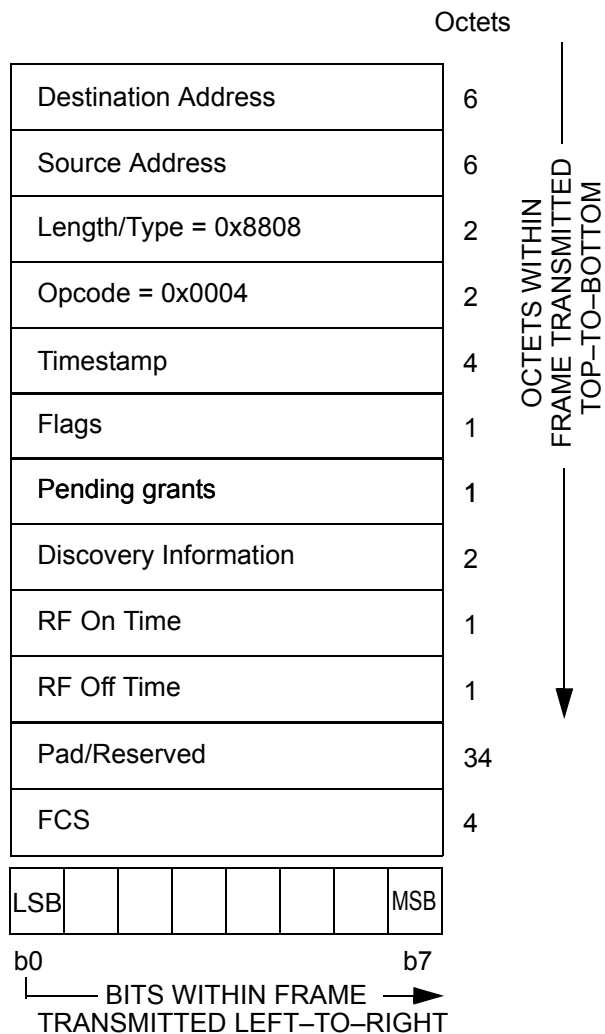 Octets
Destination Address 6
Source Address 6
Length/Type = 0x8808 2
Opcode = 0x0004 2
Timestamp 4
Flags 1
Pending grants 1
Discovery Information 2
RF On Time 1
RF Off Time 1
Pad/Reserved 34
FCS 4
OCTETS WITHIN
FRAME TRANSMITTED
TOP–TO–BOTTOM
LSB MSB
b0 b7
BITS WITHIN FRAME
TRANSMITTED LEFT–TO–RIGHT